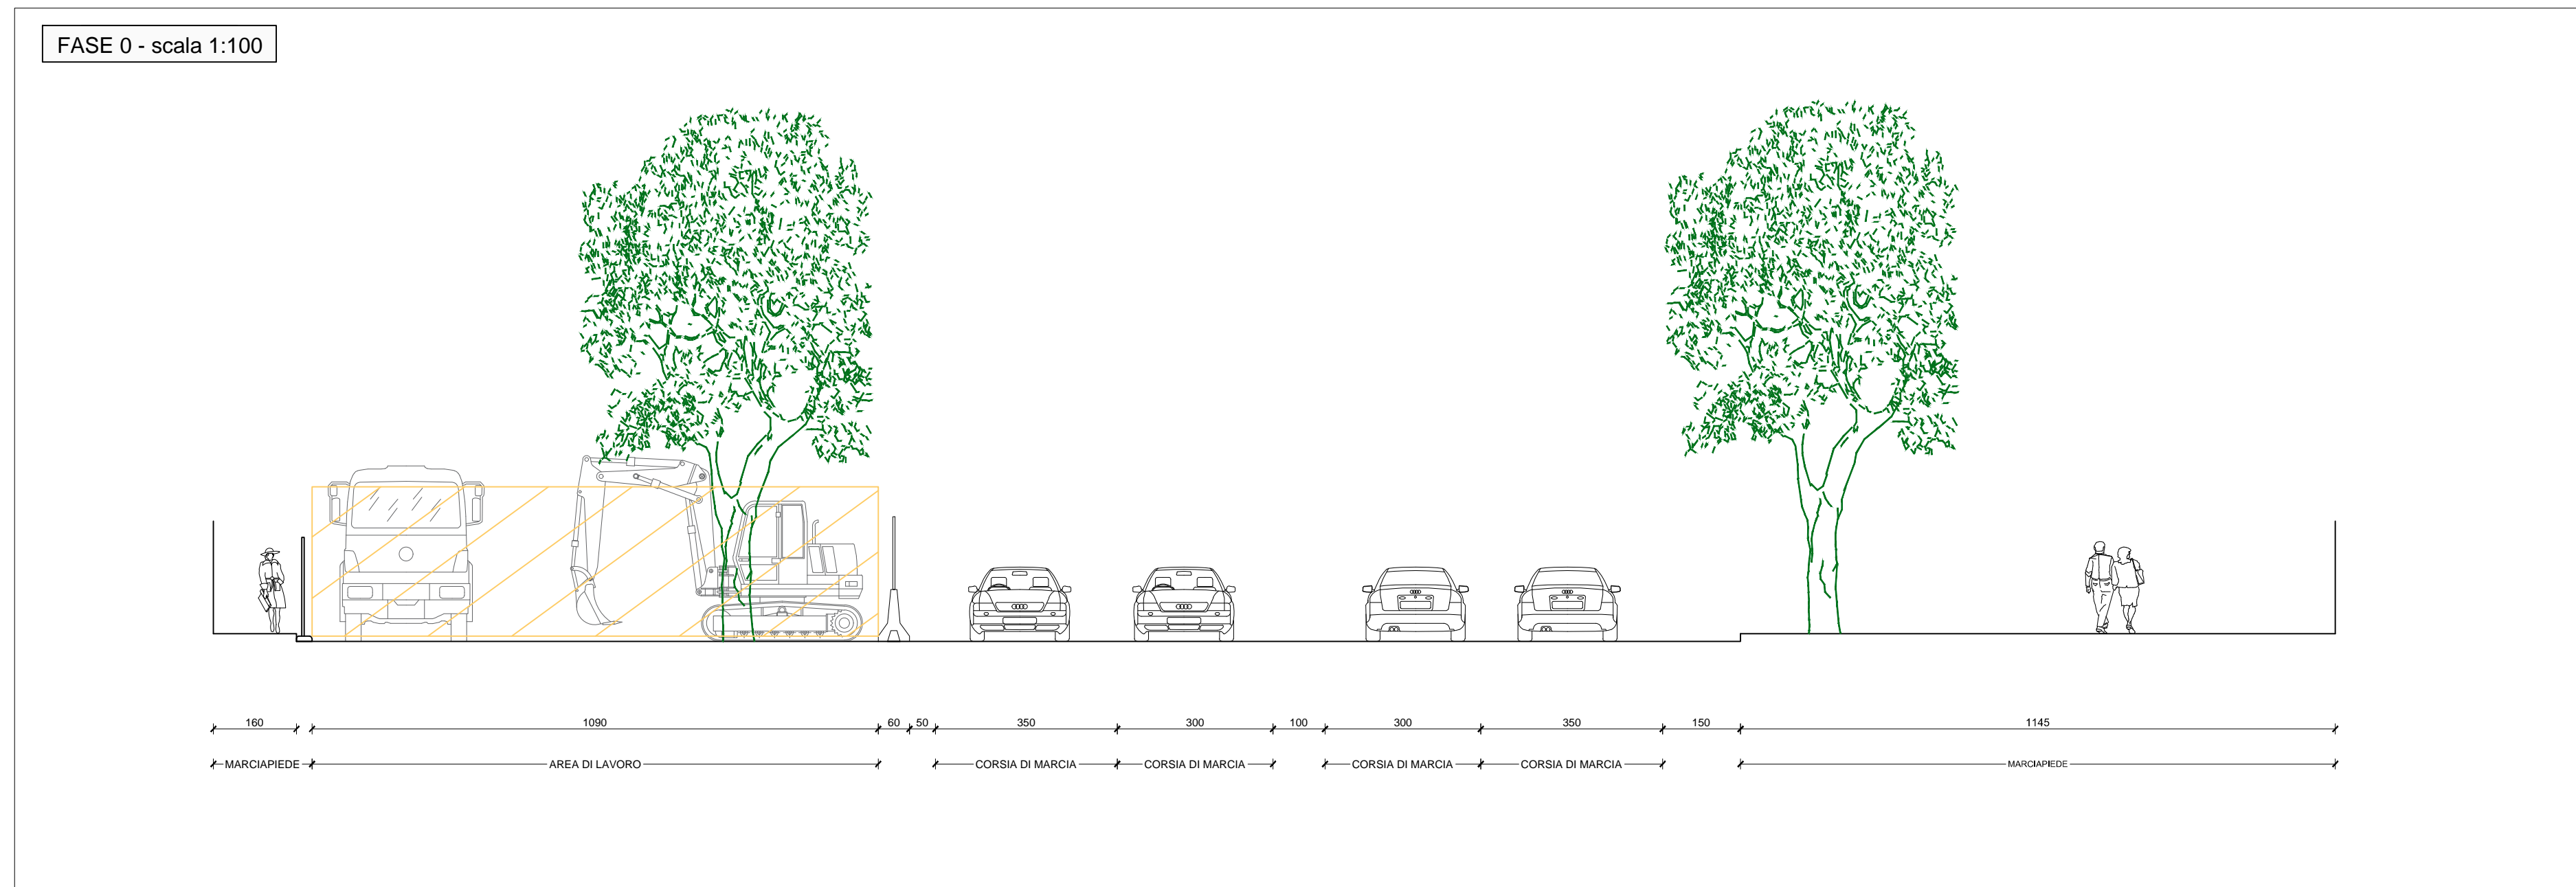 FASE 0 - scala 1:100
160 1090 60 50 350 300 100 300 350 150 1145
MARCIAPIEDE AREA DI LAVORO CORSIA DI MARCIA CORSIA DI MARCIA CORSIA DI MARCIA CORSIA DI MARCIA MARCIAPIEDE